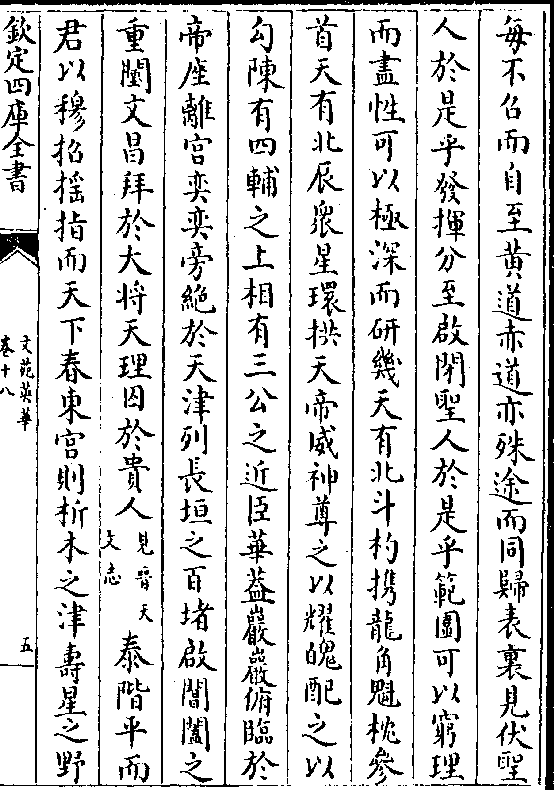 每不召而自至黄道赤道亦殊途而同歸表裏見伏聖
人於是乎發揮分至啟閉聖人於是乎範圍可以窮理
而盡性可以極深而研幾天有北斗杓携龍角魁枕參
首天有北辰衆星環拱天帝威神尊之以耀魄配之以
勾陳有四輔之上相有三公之近臣華蓋巖巖俯臨於
帝座離宫奕奕旁絶於天津列長垣之百堵啟閶闔之
重闉文昌拜於大將天理囚於貴人見晉天文志泰階平而
君以穆招揺指而天下春東宫則析木之津壽星之野
欽定四庫全書
文苑英華
卷十八
五